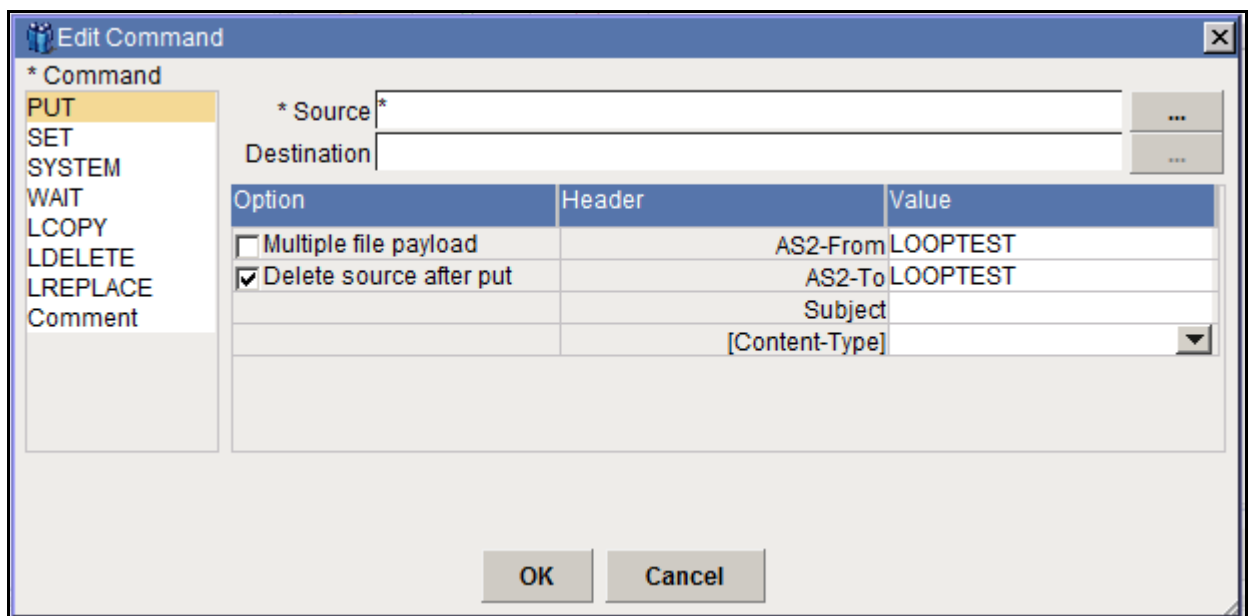 Edit Command
* Command
PUT
SET
SYSTEM
WAIT
LCOPY
LDELETE
LREPLACE
Comment
* Source *
...
Destination
...
Option Header Value
Multiple file payload AS2-From LOOPTEST
Delete source after put AS2-To LOOPTEST
Subject
[Content-Type]
OK Cancel